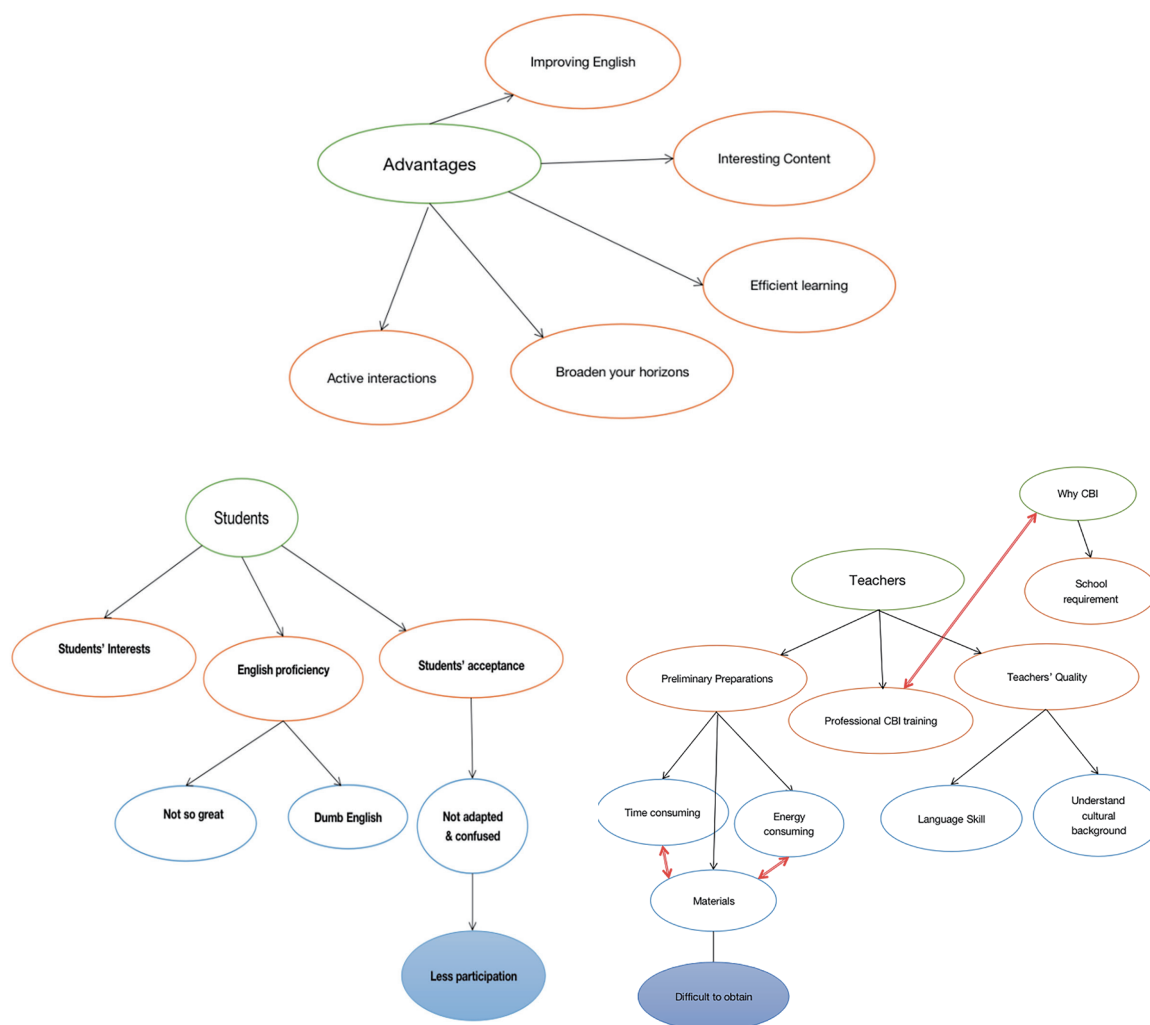 Improving English
Advantages
Interesting Content
Efficient learning
Active interactions
Broaden your horizons
Students
Students' Interests
English proficiency
Students' acceptance
Not so great
Dumb English
Not adapted
& confused
Less participation
Why CBI
School
requirement
Teachers
Preliminary Preparations
Professional CBI training
Teachers' Quality
Time consuming
Energy
consuming
Language Skill
Understand
cultural
background
Materials
Difficult to obtain